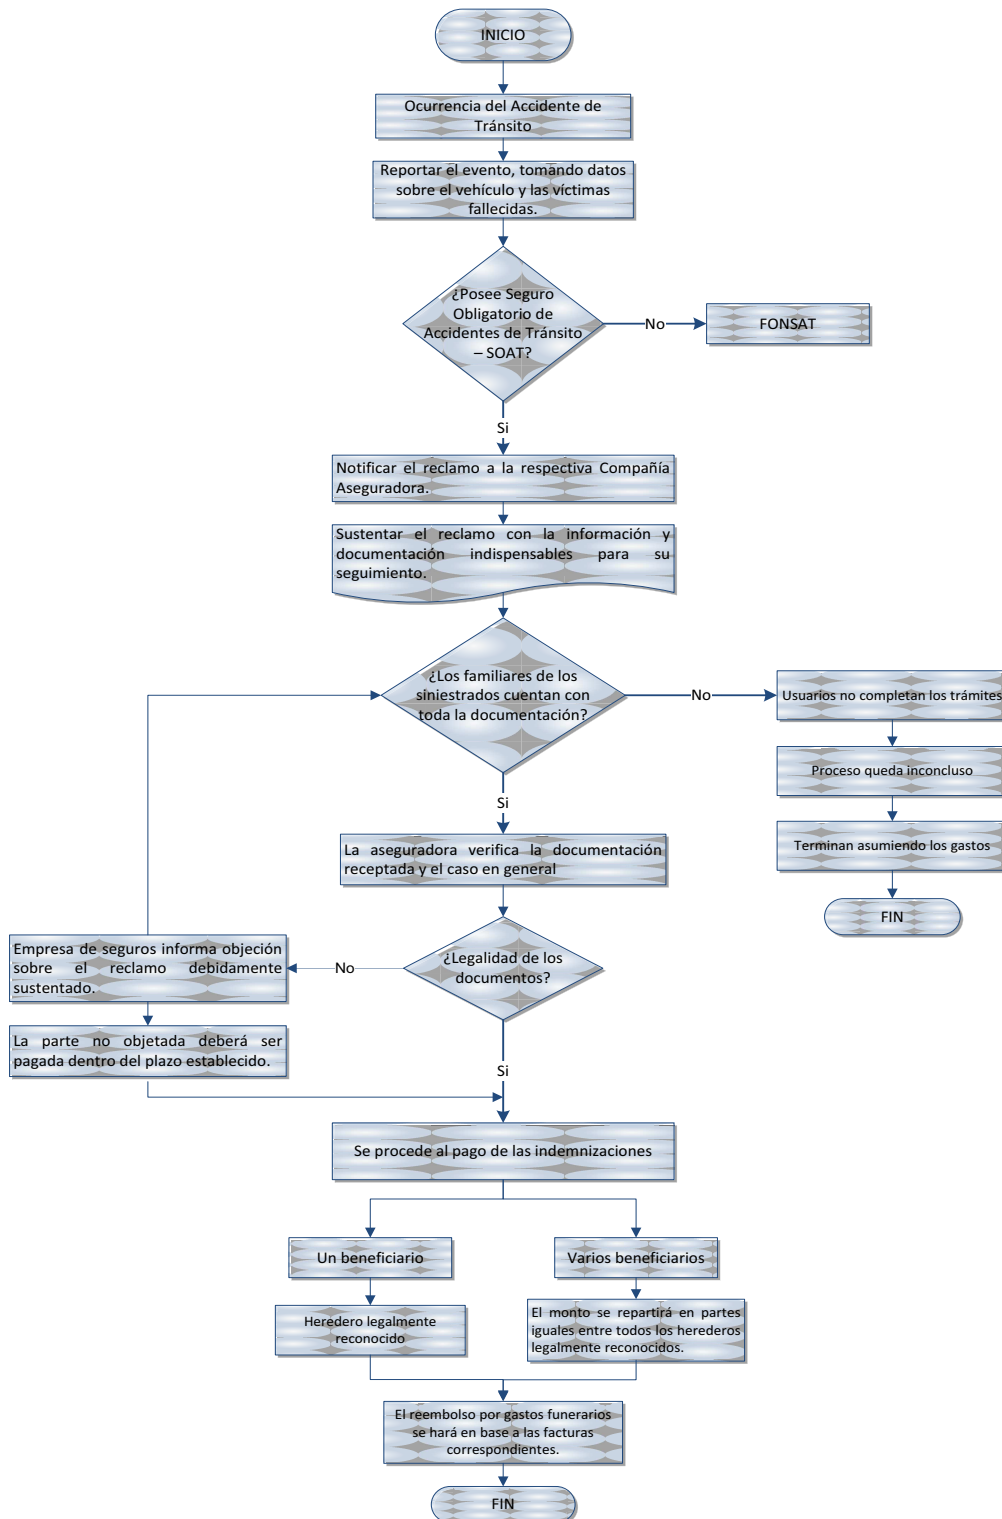 INICIO
Ocurrencia del Accidente de
Tránsito
Reportar el evento, tomando datos
sobre el vehículo y las víctimas
fallecidas.
¿Posee Seguro
Obligatorio de
Accidentes de Tránsito
– SOAT?
No
FONSAT
Si
Notificar el reclamo a la respectiva Compañía
Aseguradora.
Sustentar el reclamo con la información y
documentación indispensables para su
seguimiento.
¿Los familiares de los
siniestrados cuentan con
toda la documentación?
No
Usuarios no completan los trámites
Proceso queda inconcluso
Terminan asumiendo los gastos
FIN
Si
La aseguradora verifica la documentación
receptada y el caso en general
¿Legalidad de los
documentos?
No
Empresa de seguros informa objeción
sobre el reclamo debidamente
sustentado.
La parte no objetada deberá ser
pagada dentro del plazo establecido.
Si
Se procede al pago de las indemnizaciones
Un beneficiario
Varios beneficiarios
Heredero legalmente
reconocido
El monto se repartirá en partes
iguales entre todos los herederos
legalmente reconocidos.
El reembolso por gastos funerarios
se hará en base a las facturas
correspondientes.
FIN